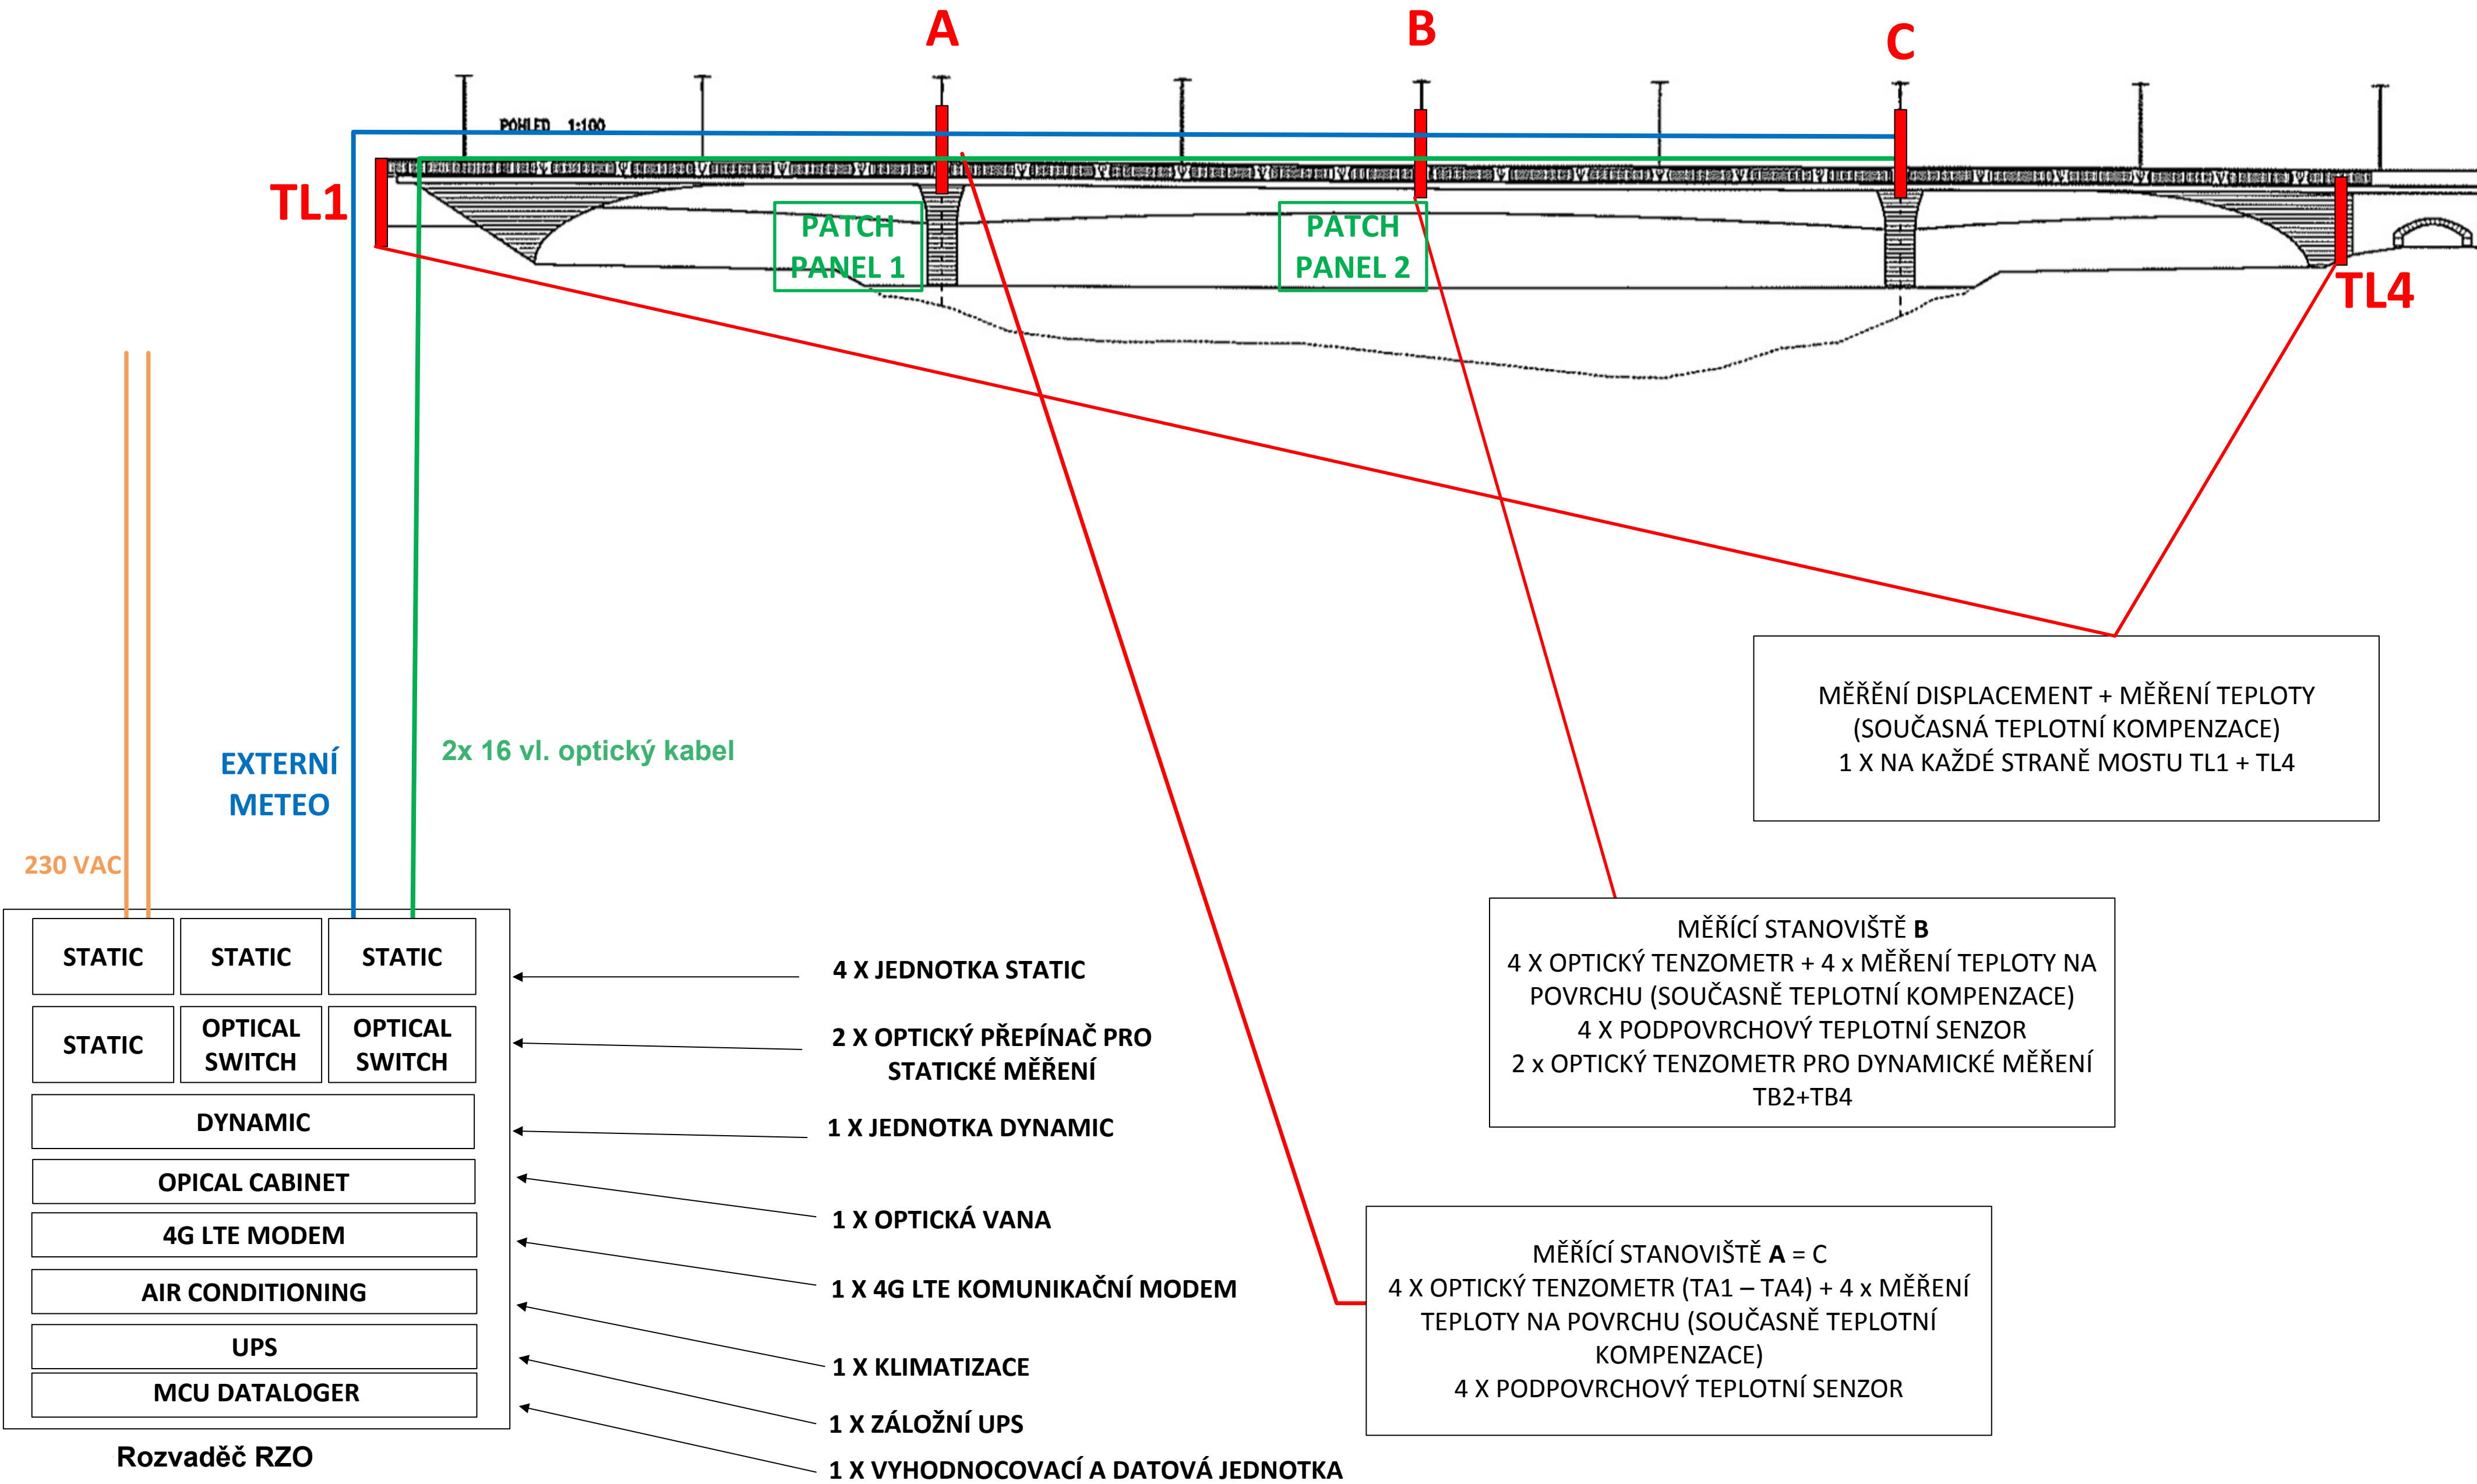 A
B
C
POHLED 1:100
TL1
PATCH
PANEL 1
PATCH
PANEL 2
TL4
MĚŘĚNÍ DISPLACEMENT + MĚŘENÍ TEPLOTY
(SOUČASNÁ TEPLOTNÍ KOMPENZACE)
1 X NA KAŽDÉ STRANĚ MOSTU TL1 + TL4
EXTERNÍ
METEO
2x 16 vl. optický kabel
230 VAC
STATIC
STATIC
STATIC
STATIC
OPTICAL
SWITCH
OPTICAL
SWITCH
DYNAMIC
OPICAL CABINET
4G LTE MODEM
AIR CONDITIONING
UPS
MCU DATALOGER
Rozvaděč RZO
4 X JEDNOTKA STATIC
2 X OPTICKÝ PŘEPÍNAČ PRO
STATICKÉ MĚŘENÍ
1 X JEDNOTKA DYNAMIC
1 X OPTICKÁ VANA
1 X 4G LTE KOMUNIKAČNÍ MODEM
1 X KLIMATIZACE
1 X ZÁLOŽNÍ UPS
1 X VYHODNOCOVACÍ A DATOVÁ JEDNOTKA
MĚŘÍCÍ STANOVIŠTĚ B
4 X OPTICKÝ TENZOMETR + 4 x MĚŘENÍ TEPLOTY NA
POVRCHU (SOUČASNĚ TEPLOTNÍ KOMPENZACE)
4 X PODPOVRCHOVÝ TEPLOTNÍ SENZOR
2 x OPTICKÝ TENZOMETR PRO DYNAMICKÉ MĚŘENÍ
TB2+TB4
MĚŘÍCÍ STANOVIŠTĚ A = C
4 X OPTICKÝ TENZOMETR (TA1 – TA4) + 4 x MĚŘENÍ
TEPLOTY NA POVRCHU (SOUČASNĚ TEPLOTNÍ
KOMPENZACE)
4 X PODPOVRCHOVÝ TEPLOTNÍ SENZOR